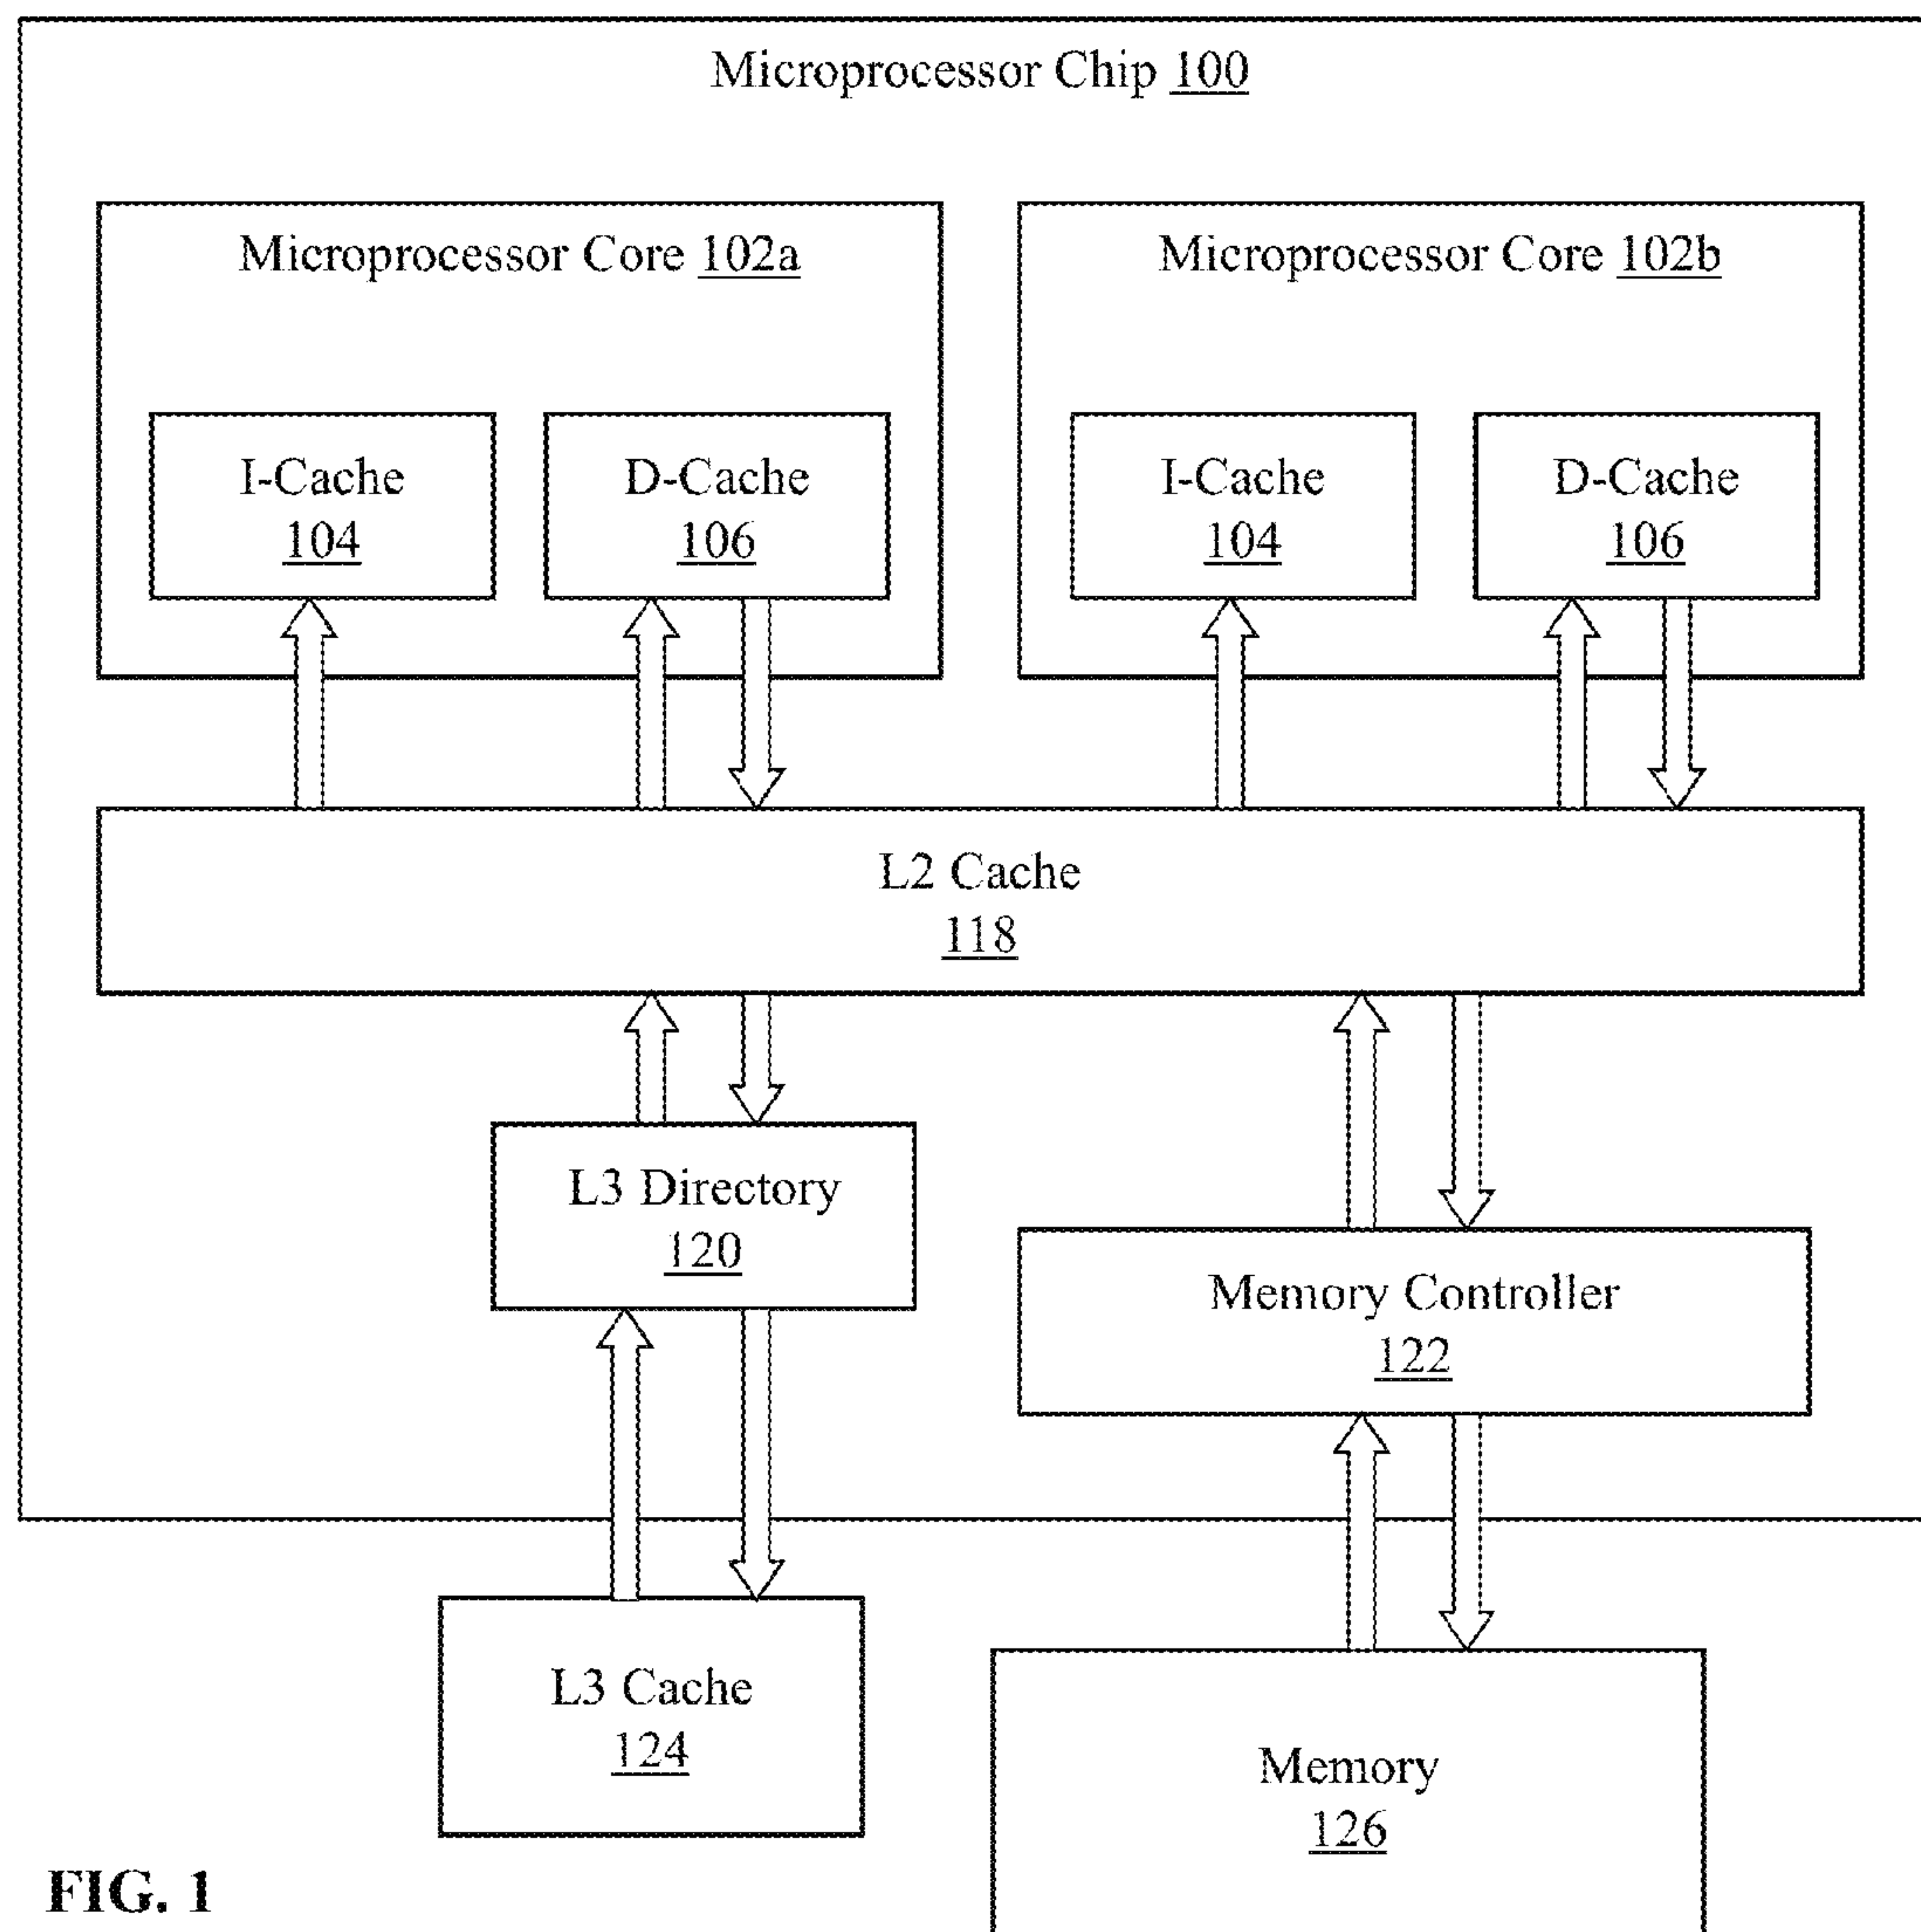 Microprocessor Chip 100
Microprocessor Core 102a
Microprocessor Core 102b
I-Cache
104
D-Cache
106
I-Cache
104
D-Cache
106
L2 Cache
118
L3 Directory
120
Memory Controller
122
L3 Cache
124
Memory
126
FIG. 1